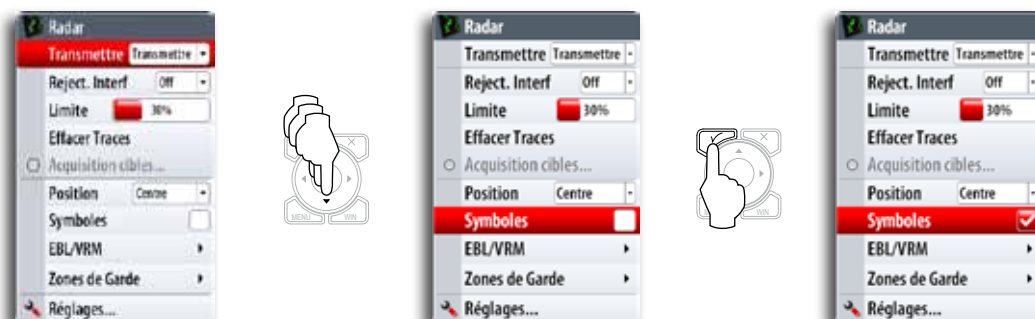 Radar
Transmettre Transmettre
Reject. Interf Off
Limite 30%
Effacer Traces
Acquisition cibles...
Position Centre
Symboles
EBL/VRM
Zones de Garde
Réglages...
MENU WIN
Radar
Transmettre Transmettre
Reject. Interf Off
Limite 30%
Effacer Traces
Acquisition cibles...
Position Centre
Symboles
EBL/VRM
Zones de Garde
Réglages...
WIN
Radar
Transmettre Transmettre
Reject. Interf Off
Limite 30%
Effacer Traces
Acquisition cibles...
Position Centre
Symboles
EBL/VRM
Zones de Garde
Réglages...